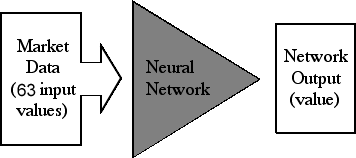 Market
Data
(63 input
values)
Neural
Network
Network
Output
(value)